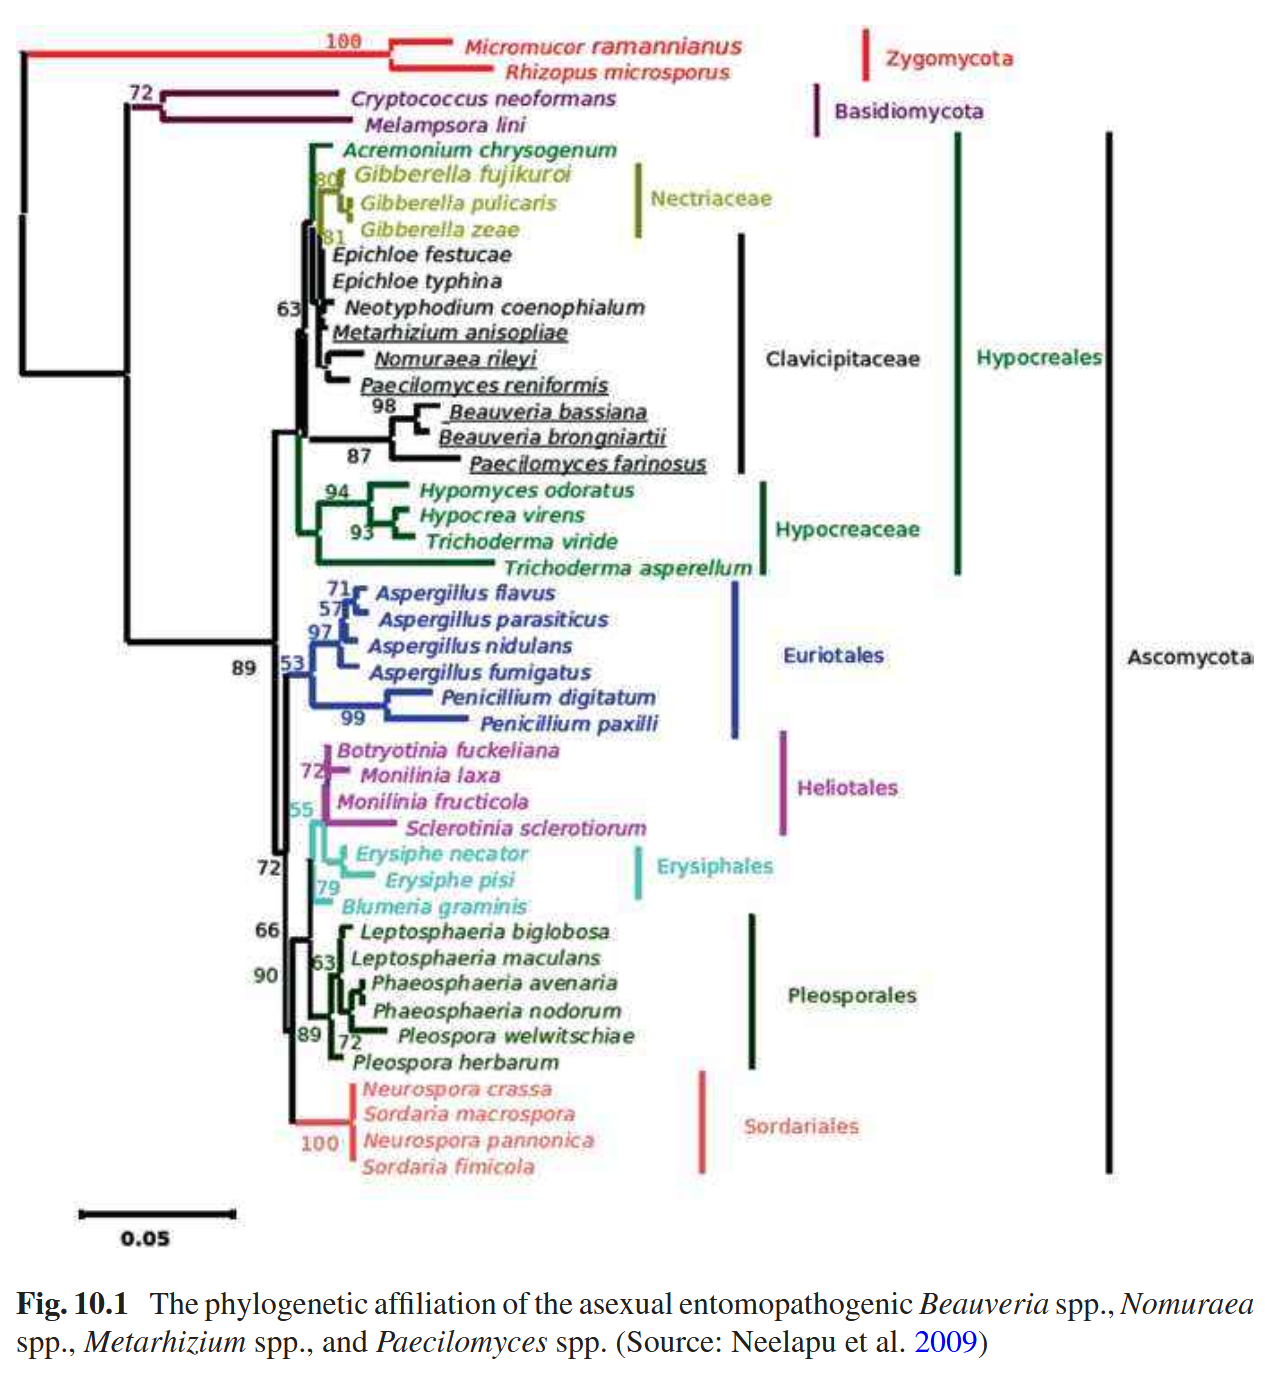 100
Micromucor ramannianus
Rhizopus microsporus
Zygomycota
72
Cryptococcus neoformans
Melampsora lini
Basidiomycota
Acremonium chrysogenum
80
Gibberella fujikuroi
Gibberella pulicaris
Gibberella zeae
81
Nectriaceae
Epichloe festucae
Epichloe typhina
63
Neotyphodium coenophialum
Metarhizium anisopliae
Nomuraea rileyi
Paecilomyces reniformis
Clavicipitaceae
Hypocreales
98
Beauveria bassiana
Beauveria brongniartii
87
Paecilomyces farinosus
94
Hypomyces odoratus
Hypocrea virens
93
Trichoderma viride
Trichoderma asperellum
Hypocreaceae
71
Aspergillus flavus
57
Aspergillus parasiticus
97
Aspergillus nidulans
Aspergillus fumigatus
89
53
Penicillium digitatum
99
Penicillium paxilli
Euriotales
Ascomycota
Botryotinia fuckeliana
72
Monilinia laxa
Monilinia fructicola
Sclerotinia sclerotiorum
Heliotales
55
Erysiphe necator
Erysiphe pisi
Erysiphales
72
79
Blumeria graminis
66
Leptosphaeria biglobosa
63
Leptosphaeria maculans
90
Phaeosphaeria avenaria
Phaeosphaeria nodorum
89
72
Pleospora welwitschiae
Pleospora herbarum
Pleosporales
Neurospora crassa
Sordaria macrospora
100
Neurospora pannonica
Sordaria fimicola
Sordariales
0.05
Fig. 10.1 The phylogenetic affiliation of the asexual entomopathogenic Beauveria spp., Nomuraea
spp., Metarhizium spp., and Paecilomyces spp. (Source: Neelapu et al. 2009)